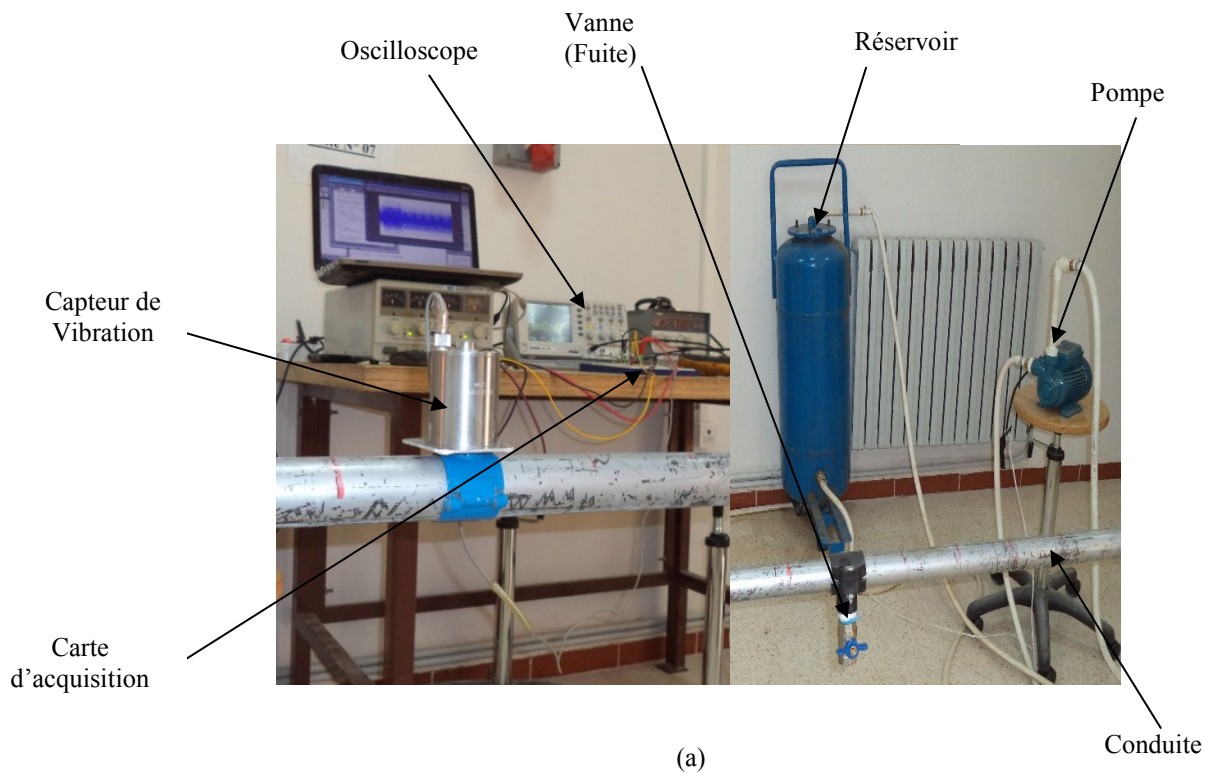 Vanne
(Fuite)
Oscilloscope
Réservoir
Pompe
Capteur de
Vibration
Carte
d’acquisition
Conduite
(a)